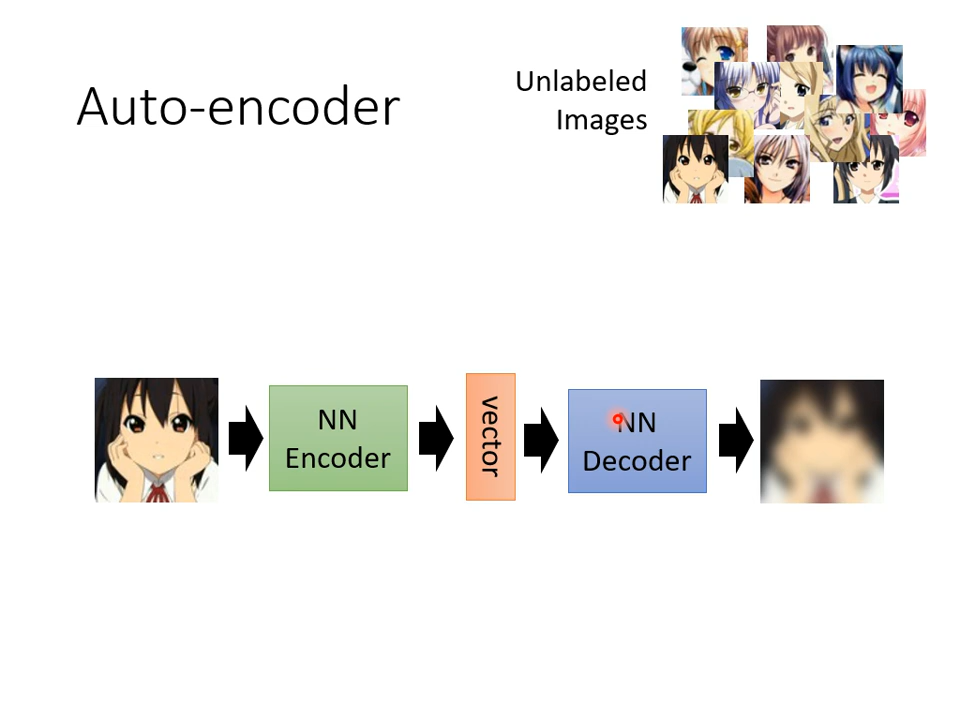 Auto-encoder
Unlabeled
Images
NN
Encoder
vector
NN
Decoder